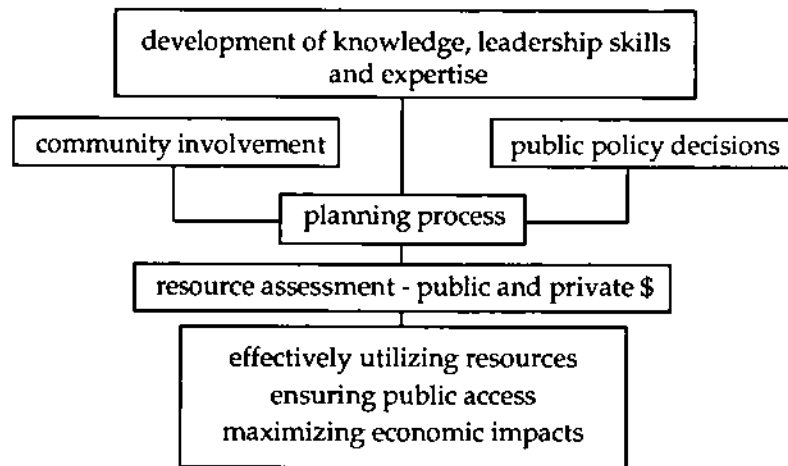 development of knowledge, leadership skills
and expertise
community involvement
public policy decisions
planning process
resource assessment - public and private $
effectively utilizing resources
ensuring public access
maximizing economic impacts